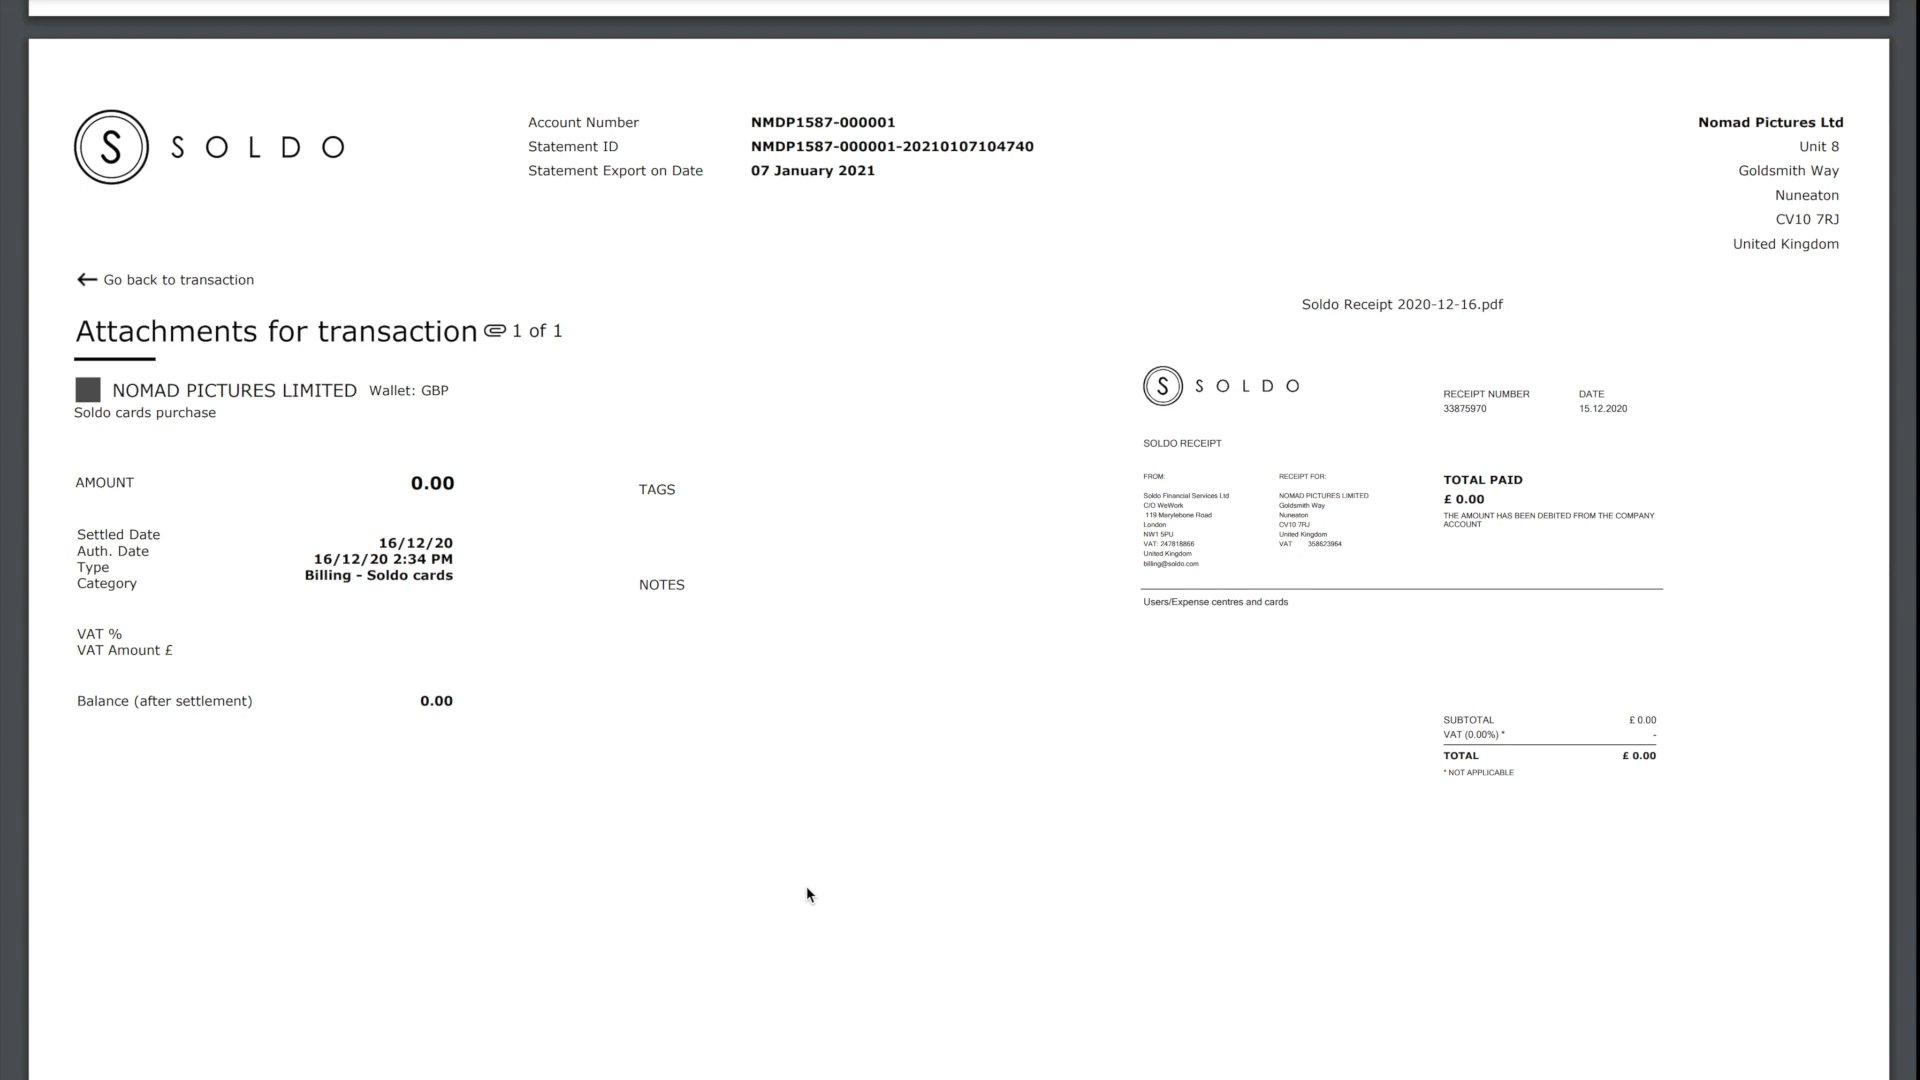 S SOLDO
Account Number NMDP1587-000001
Statement ID NMDP1587-000001-20210107104740
Statement Export on Date 07 January 2021
Nomad Pictures Ltd
Unit 8
Goldsmith Way
Nuneaton
CV10 7RJ
United Kingdom
Go back to transaction
Attachments for transaction 1 of 1
NOMAD PICTURES LIMITED Wallet: GBP
Soldo cards purchase
AMOUNT 0.00
Settled Date 16/12/20
Auth. Date 16/12/20 2:34 PM
Type Billing - Soldo cards
Category
VAT %
VAT Amount £
Balance (after settlement) 0.00
TAGS
NOTES
Soldo Receipt 2020-12-16.pdf
S SOLDO
RECEIPT NUMBER
33875970
DATE
15.12.2020
SOLDO RECEIPT
FROM:
Soldo Financial Services Ltd
C/O WeWork
119 Marylebone Road
London
NW1 5PU
VAT: 247818866
United Kingdom
billing@soldo.com
RECEIPT FOR:
NOMAD PICTURES LIMITED
Goldsmith Way
Nuneaton
CV10 7RJ
United Kingdom
VAT 358623964
TOTAL PAID
£ 0.00
THE AMOUNT HAS BEEN DEBITED FROM THE COMPANY
ACCOUNT
Users/Expense centres and cards
SUBTOTAL £ 0.00
VAT (0.00%) * -
TOTAL £ 0.00
* NOT APPLICABLE